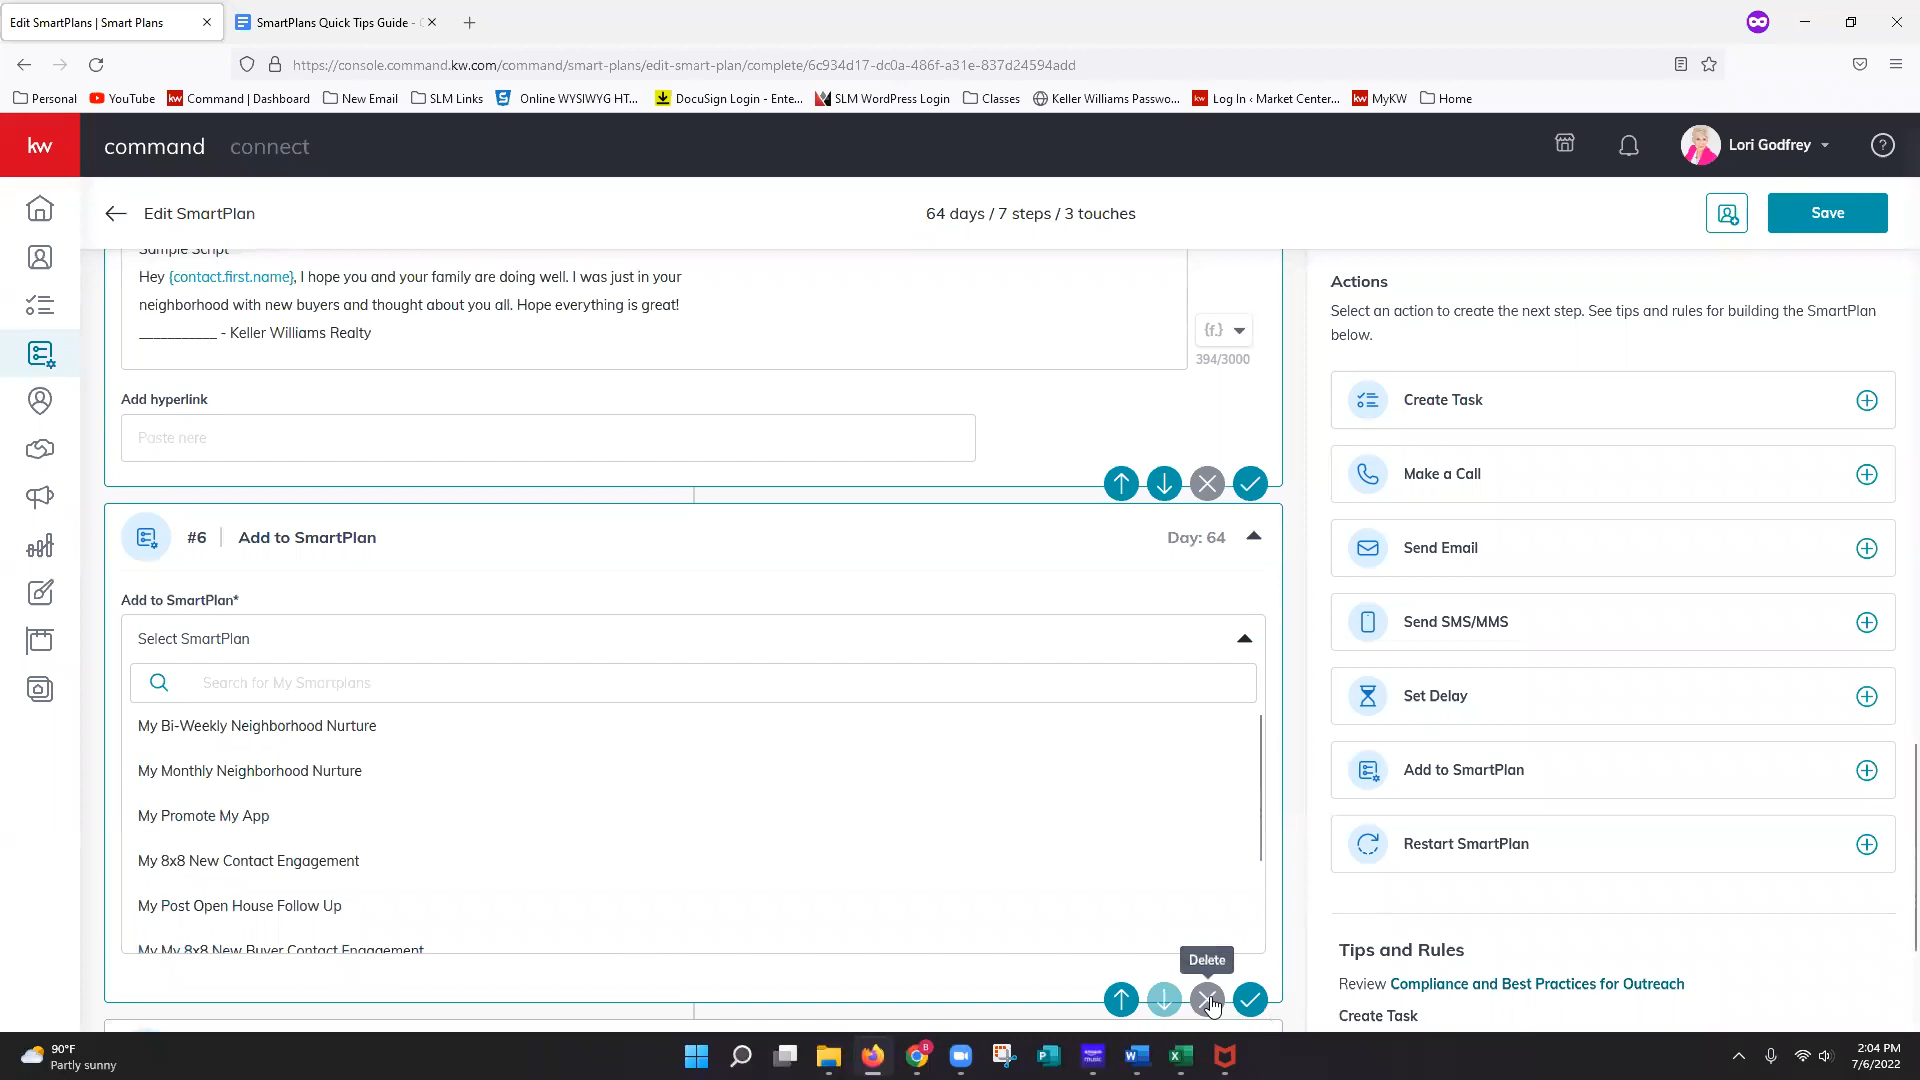 Edit SmartPlans | Smart Plans
SmartPlans Quick Tips Guide -
https://console.command.kw.com/command/smart-plans/edit-smart-plan/complete/6c934d17-dc0a-486f-a31e-837d24594add
Personal
YouTube
kw Command | Dashboard
New Email
SLM Links
Online WYSIWYG HT...
DocuSign Login - Ente...
SLM WordPress Login
Classes
Keller Williams Passwo...
kw Log In ‹ Market Center...
kw MyKW
Home
kw
command connect
Lori Godfrey
Edit SmartPlan
64 days / 7 steps / 3 touches
Save
Sample Script
Hey {contact.first.name}, I hope you and your family are doing well. I was just in your
neighborhood with new buyers and thought about you all. Hope everything is great!
___________ - Keller Williams Realty
{f.}
394/3000
Add hyperlink
Paste here
#6 | Add to SmartPlan
Day: 64
Add to SmartPlan*
Select SmartPlan
Search for My Smartplans
My Bi-Weekly Neighborhood Nurture
My Monthly Neighborhood Nurture
My Promote My App
My 8x8 New Contact Engagement
My Post Open House Follow Up
My My 8x8 New Buyer Contact Engagement
Delete
Actions
Select an action to create the next step. See tips and rules for building the SmartPlan
below.
Create Task
Make a Call
Send Email
Send SMS/MMS
Set Delay
Add to SmartPlan
Restart SmartPlan
Tips and Rules
Review Compliance and Best Practices for Outreach
Create Task
90°F
Partly sunny
2:04 PM
7/6/2022